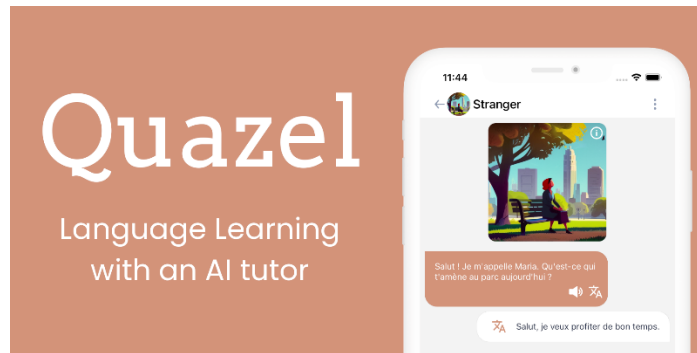 Quazel
Language Learning
with an AI tutor
11:44
Stranger
Salut ! Je m'appelle Maria. Qu'est-ce qui
t'amène au parc aujourd'hui ?
Salut, je veux profiter de bon temps.